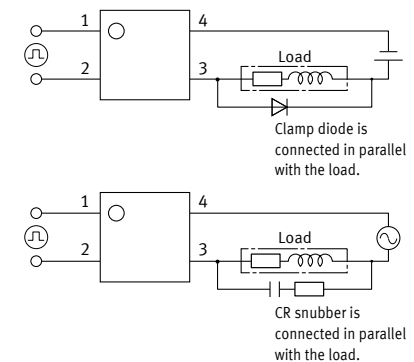 1
4
2
3
Load
Clamp diode is
connected in parallel
with the load.
1
4
2
3
Load
CR snubber is
connected in parallel
with the load.